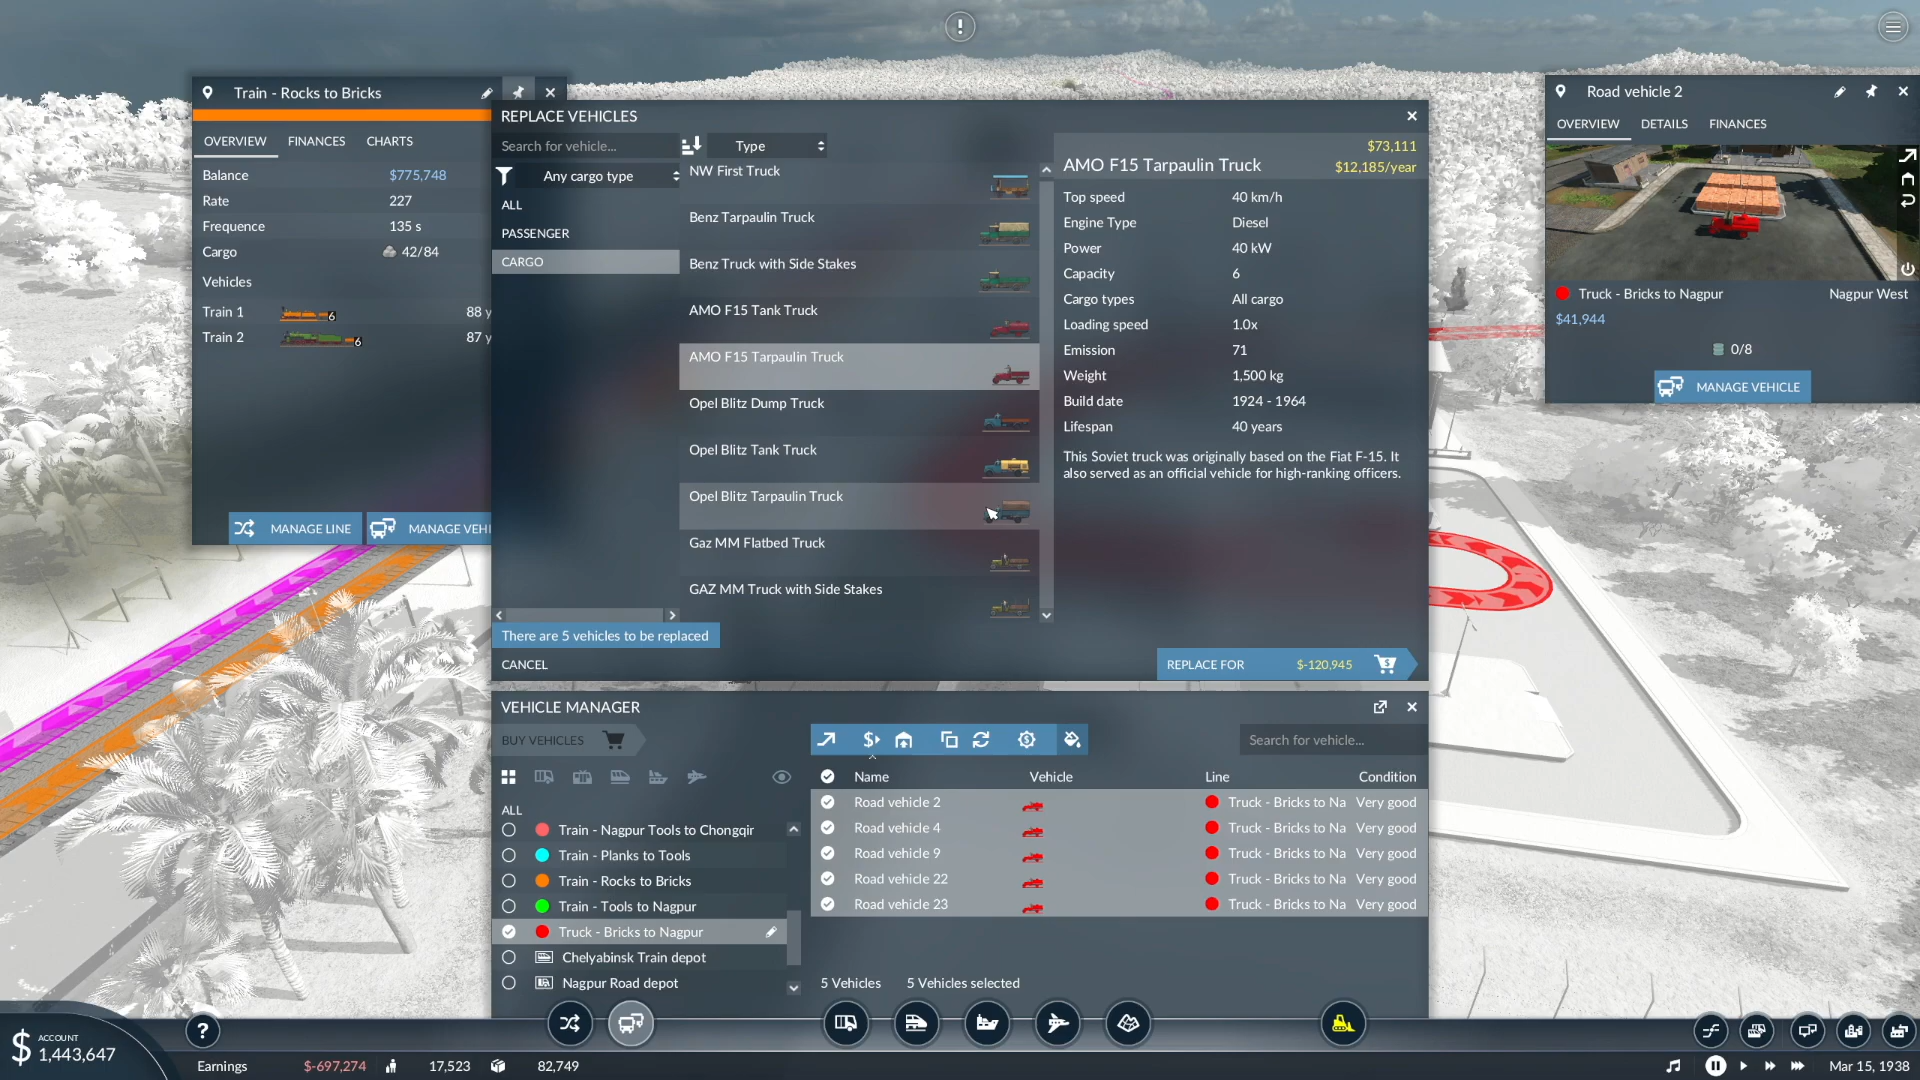 Train - Rocks to Bricks
OVERVIEW FINANCES CHARTS
Balance $775,748
Rate 227
Frequence 135 s
Cargo 42/84
Vehicles
Train 1 6 88 y
Train 2 6 87 y
MANAGE LINE MANAGE VEHI
REPLACE VEHICLES
Search for vehicle... Type
Any cargo type
ALL
PASSENGER
CARGO
NW First Truck
Benz Tarpaulin Truck
Benz Truck with Side Stakes
AMO F15 Tank Truck
AMO F15 Tarpaulin Truck
Opel Blitz Dump Truck
Opel Blitz Tank Truck
Opel Blitz Tarpaulin Truck
Gaz MM Flatbed Truck
GAZ MM Truck with Side Stakes
There are 5 vehicles to be replaced
CANCEL
$73,111
AMO F15 Tarpaulin Truck $12,185/year
Top speed 40 km/h
Engine Type Diesel
Power 40 kW
Capacity 6
Cargo types All cargo
Loading speed 1.0x
Emission 71
Weight 1,500 kg
Build date 1924 - 1964
Lifespan 40 years
This Soviet truck was originally based on the Fiat F-15. It
also served as an official vehicle for high-ranking officers.
REPLACE FOR $-120,945
Road vehicle 2
OVERVIEW DETAILS FINANCES
Truck - Bricks to Nagpur Nagpur West
$41,944
0/8
MANAGE VEHICLE
VEHICLE MANAGER
BUY VEHICLES
Search for vehicle...
ALL
Train - Nagpur Tools to Chongqir
Train - Planks to Tools
Train - Rocks to Bricks
Train - Tools to Nagpur
Truck - Bricks to Nagpur
Chelyabinsk Train depot
Nagpur Road depot
Name Vehicle Line Condition
Road vehicle 2 Truck - Bricks to Na Very good
Road vehicle 4 Truck - Bricks to Na Very good
Road vehicle 9 Truck - Bricks to Na Very good
Road vehicle 22 Truck - Bricks to Na Very good
Road vehicle 23 Truck - Bricks to Na Very good
5 Vehicles 5 Vehicles selected
$ ACCOUNT
1,443,647
?
Earnings $-697,274 17,523 82,749
Mar 15, 1938